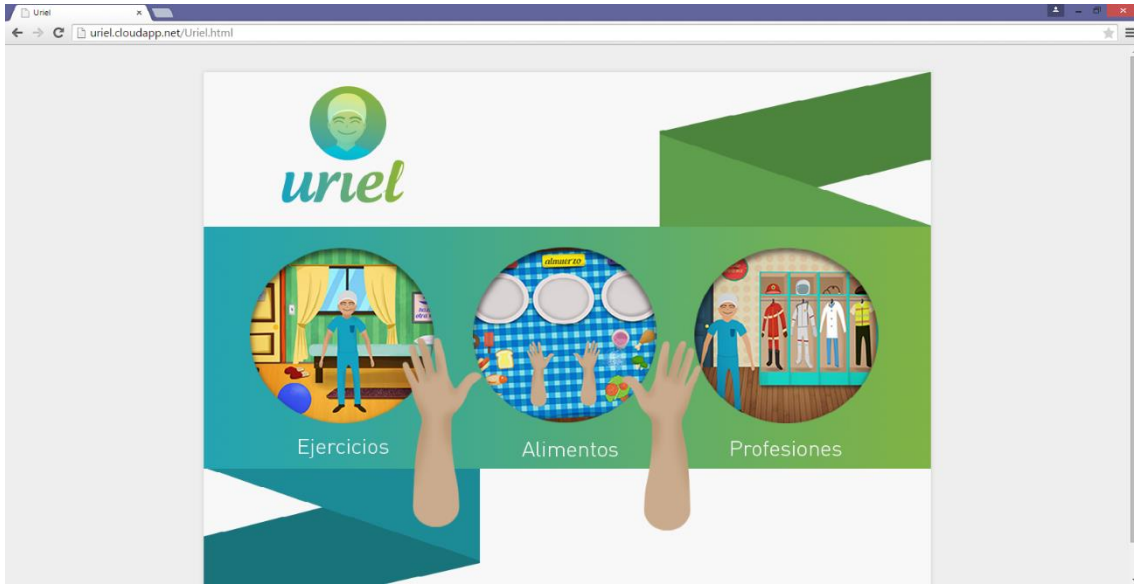 Uriel
uriel.cloudapp.net/Uriel.html
uriel
almuerzo
Ejercicios
Alimentos
Profesiones